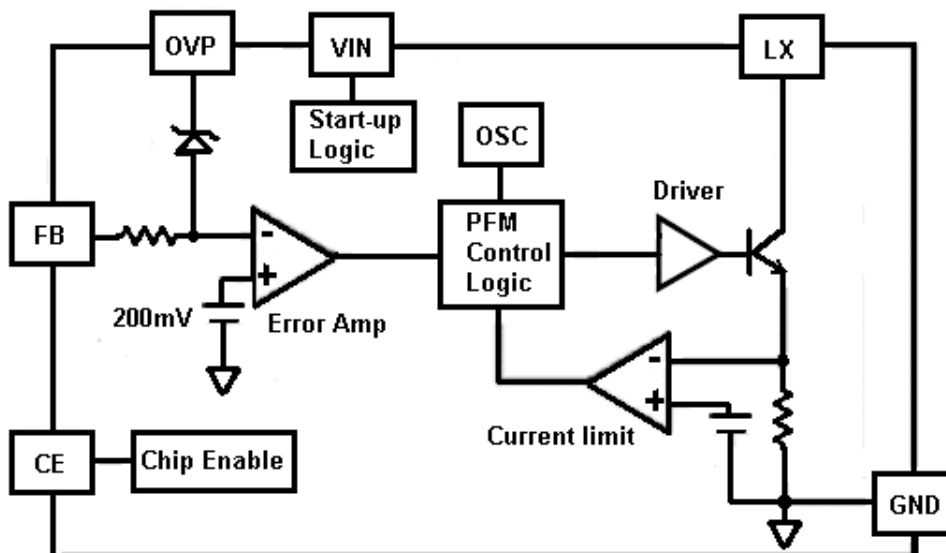 OVP
VIN
LX
Start-up
Logic
OSC
Driver
FB
PFM
Control
Logic
-
+
200mV
Error Amp
-
+
Current limit
CE
Chip Enable
GND